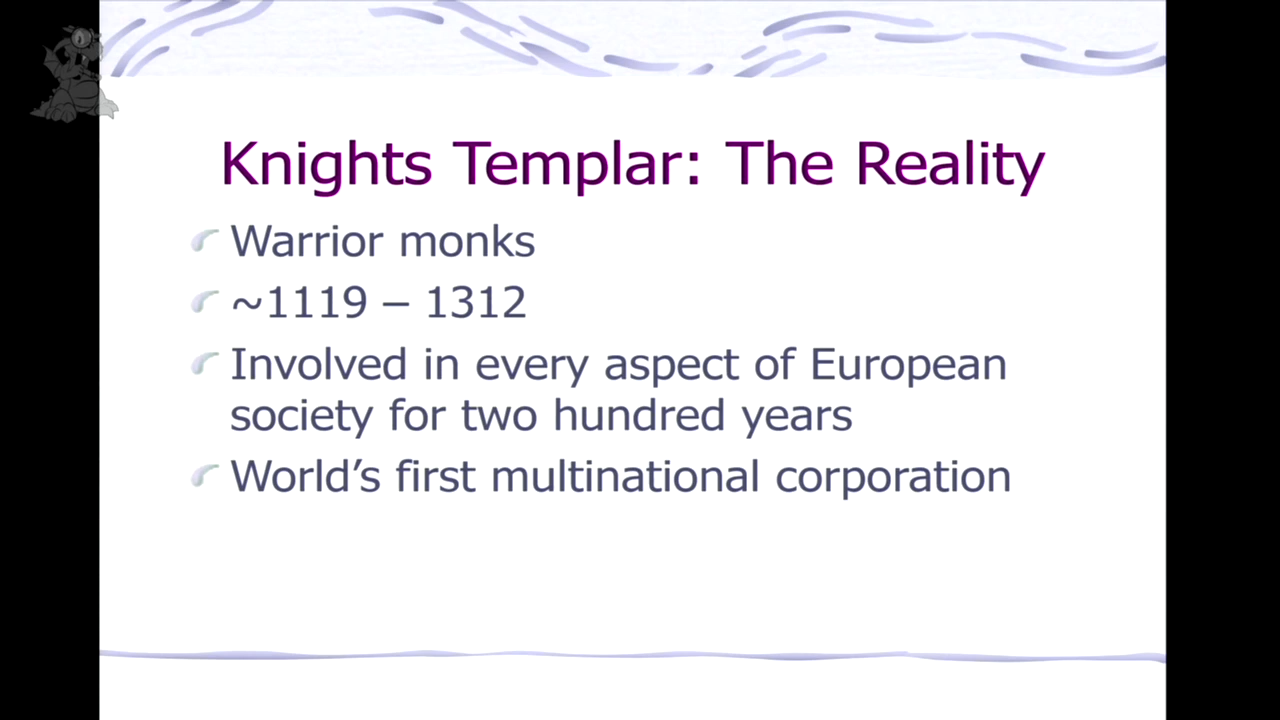 Knights Templar: The Reality
Warrior monks
~1119 – 1312
Involved in every aspect of European
society for two hundred years
World’s first multinational corporation